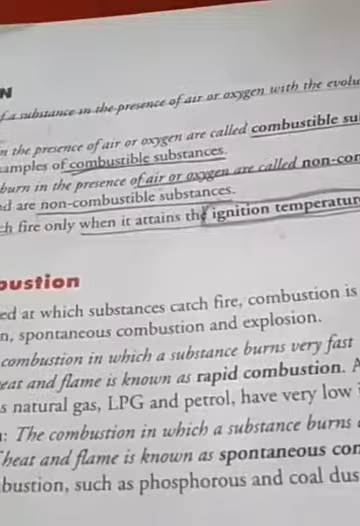 N
of a substance in the presence of air or oxygen with the evolu
n the presence of air or oxygen are called combustible su
amples of combustible substances.
burn in the presence of air or oxygen are called non-com
d are non-combustible substances.
ch fire only when it attains the ignition temperatur
bustion
ed at which substances catch fire, combustion is
n, spontaneous combustion and explosion.
combustion in which a substance burns very fast
eat and flame is known as rapid combustion. A
s natural gas, LPG and petrol, have very low
: The combustion in which a substance burns
heat and flame is known as spontaneous com
bustion, such as phosphorous and coal dus